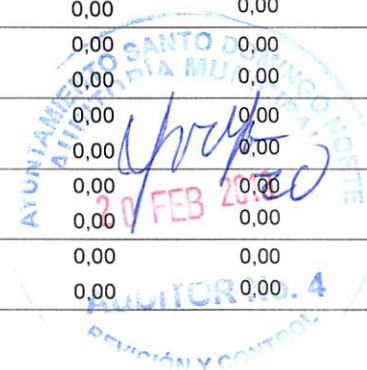 0,00 0,00
0,00 0,00
0,00 0,00
0,00 0,00
0,00 0,00
0,00 0,00
0,00 0,00
0,00 0,00
0,00 0,00
AYUNTAMIENTO SANTO DOMINGO NORTE
AUDITORIA MUNICIPAL
20 FEB
AUDITOR No. 4
REVISIÓN Y CONTROL